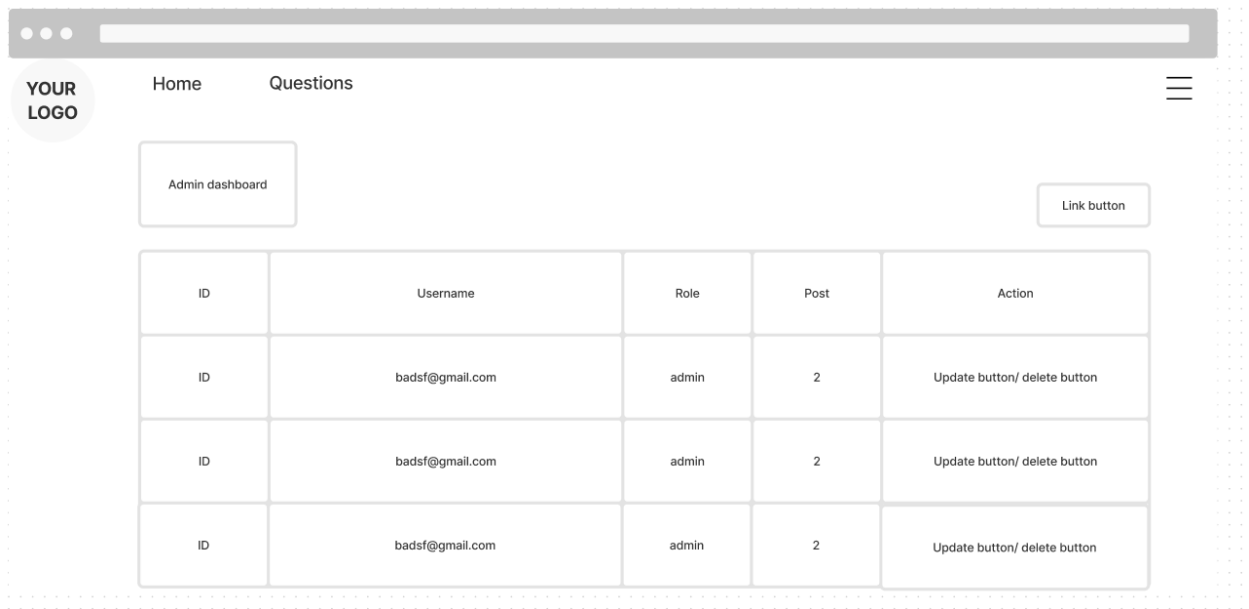 YOUR
LOGO
Home
Questions
Admin dashboard
Link button
ID Username Role Post Action
ID badsf@gmail.com admin 2 Update button/ delete button
ID badsf@gmail.com admin 2 Update button/ delete button
ID badsf@gmail.com admin 2 Update button/ delete button